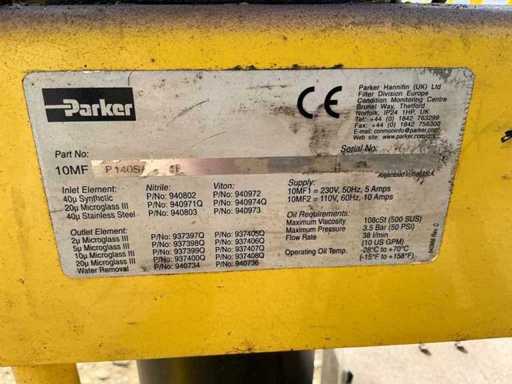 Parker
CE
Parker Hannifin (UK) Ltd
Filter Division Europe
Condition Monitoring Centre
Brunel Way, Thetford
Norfolk, IP24 1HP UK
Tel: +44 (0) 1842 763299
Fax: +44 (0) 1842 756300
E-mail: conmoninfo@parker.com
Part No:
Serial No:
10MF P140S
Inlet Element: Nitrile: Viton:
40µ Synthetic P/No: 940802 P/No: 940972
20µ Microglass III P/No: 940971Q P/No: 940974Q
40µ Stainless Steel P/No: 940803 P/No: 940973
Outlet Element
2µ Microglass III P/No: 937397Q P/No: 937405Q
5µ Microglass III P/No: 937398Q P/No: 937406Q
10µ Microglass III P/No: 937399Q P/No: 937407Q
20µ Microglass III P/No: 937400Q P/No: 937408Q
Water Removal P/No: 940734 P/No: 940736
Supply:
10MF1 = 230V, 50Hz, 5 Amps
10MF2 = 110V, 60Hz, 10 Amps
Oil Requirements:
Maximum Viscosity 108cSt (500 SUS)
Maximum Pressure 3.5 Bar (50 PSI)
Flow Rate 38 l/min
(10 US GPM)
Operating Oil Temp. -26°C to +70°C
(-15°F to +158°F)